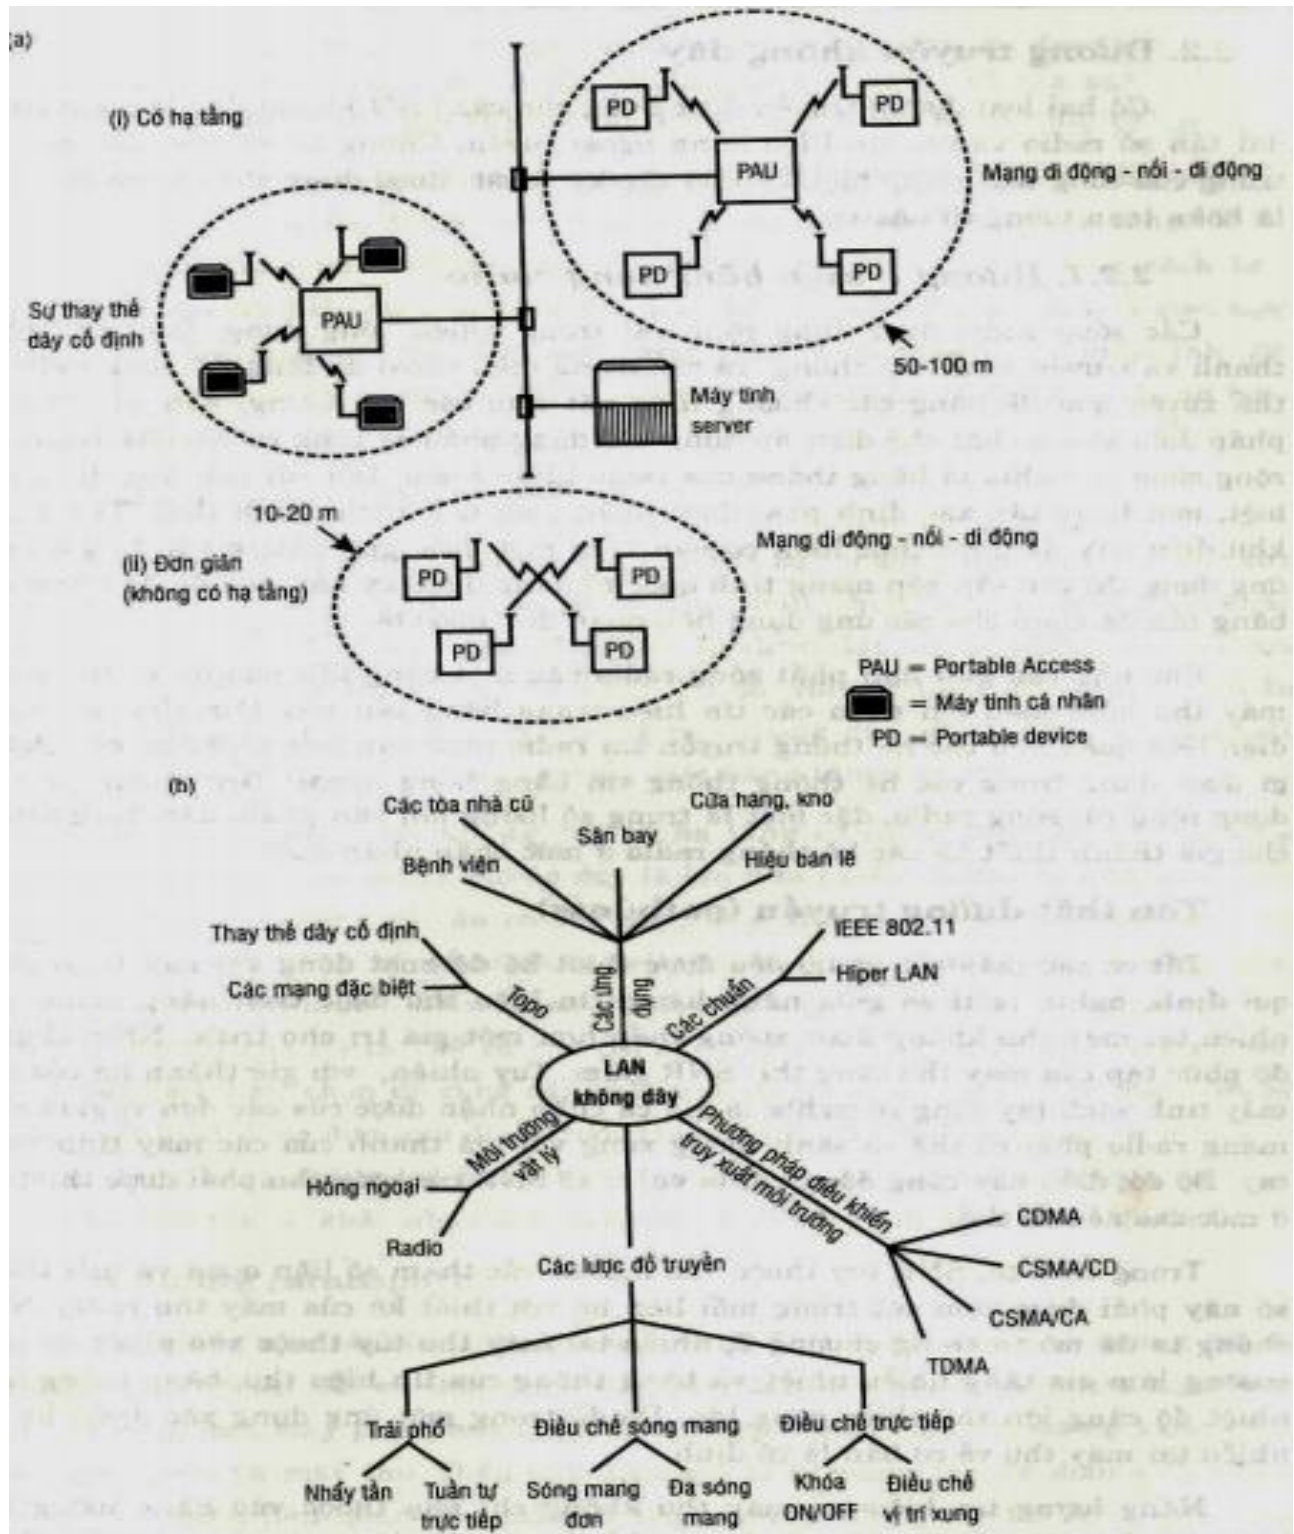 (a)
(i) Có hạ tầng
PD
PD
PAU
PD
PD
Mạng di động - nối - di động
50-100 m
Sự thay thế
dây cố định
PAU
Máy tính
server
10-20 m
(ii) Đơn giản
(không có hạ tầng)
PD
PD
PD
PD
Mạng di động - nối - di động
PAU = Portable Access
= Máy tính cá nhân
PD = Portable device
(h)
Các tòa nhà cũ
Sân bay
Cửa hàng, kho
Bệnh viện
Hiệu bán lẻ
Thay thế dây cố định
Các mạng đặc biệt
Topo
Các ứng
dụng
Các chuẩn
IEEE 802.11
Hiper LAN
LAN
không dây
Môi trường
vật lý
Hồng ngoại
Radio
Phương pháp điều khiển
truy xuất môi trường
CDMA
CSMA/CD
CSMA/CA
TDMA
Các lược đồ truyền
Trải phổ
Điều chế sóng mang
Điều chế trực tiếp
Nhẩy tần
Tuần tự
trực tiếp
Sóng mang
đơn
Đa sóng
mang
Khóa
ON/OFF
Điều chế
vị trí xung